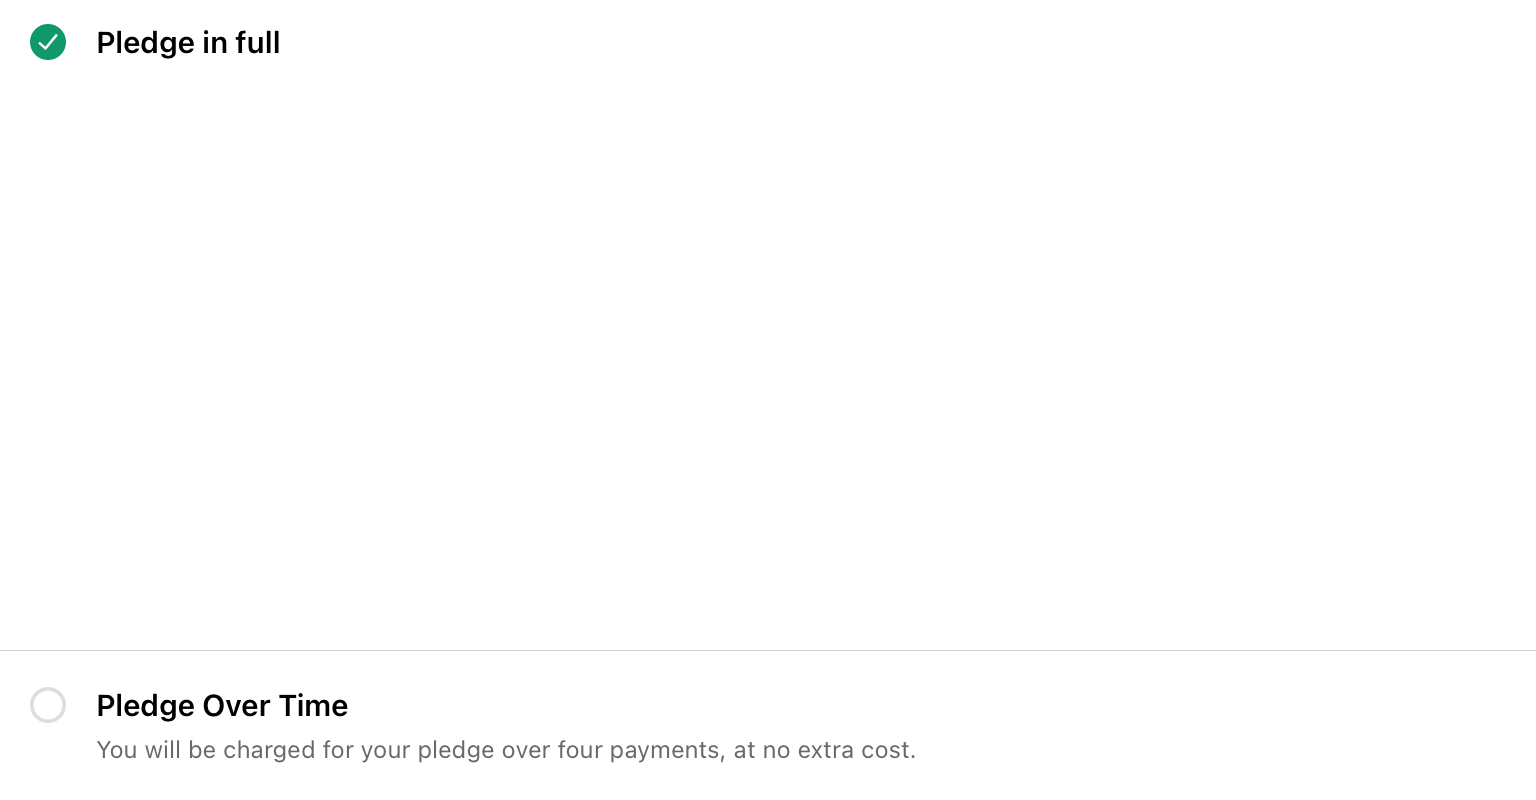 Pledge in full
Pledge Over Time
You will be charged for your pledge over four payments, at no extra cost.